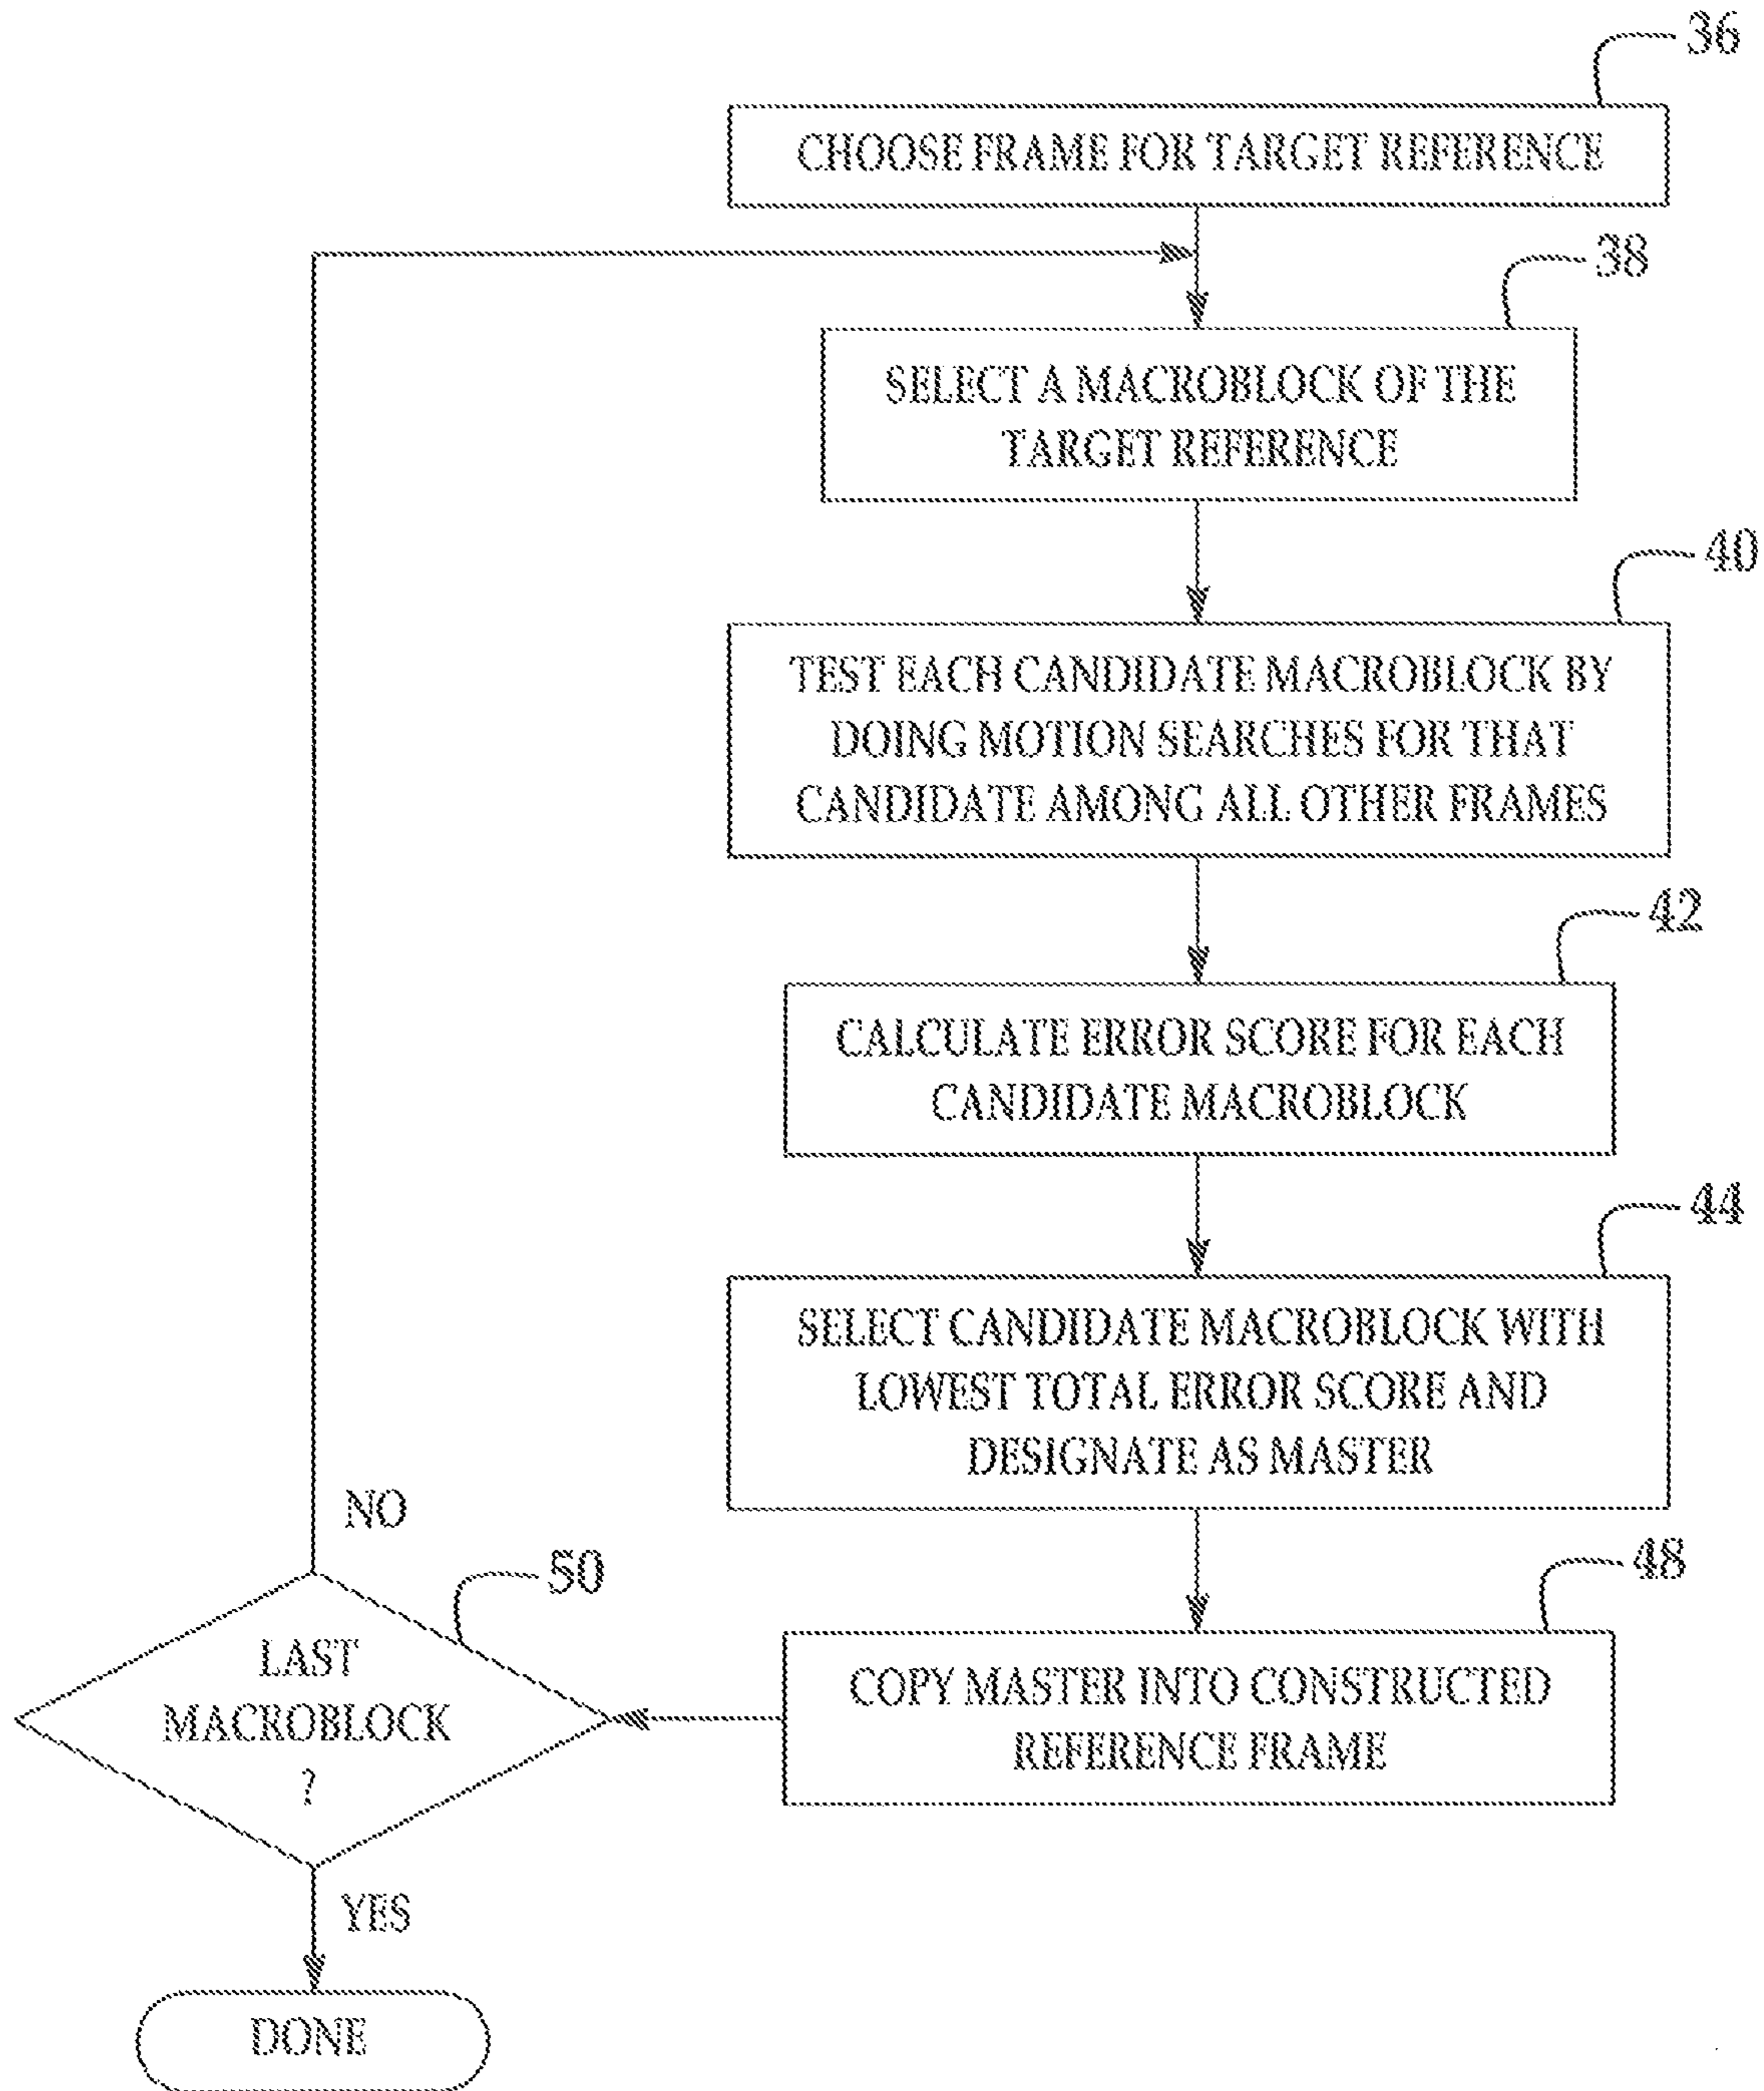 36
CHOOSE FRAME FOR TARGET REFERENCE
38
SELECT A MACROBLOCK OF THE
TARGET REFERENCE
40
TEST EACH CANDIDATE MACROBLOCK BY
DOING MOTION SEARCHES FOR THAT
CANDIDATE AMONG ALL OTHER FRAMES
42
CALCULATE ERROR SCORE FOR EACH
CANDIDATE MACROBLOCK
44
SELECT CANDIDATE MACROBLOCK WITH
LOWEST TOTAL ERROR SCORE AND
DESIGNATE AS MASTER
48
COPY MASTER INTO CONSTRUCTED
REFERENCE FRAME
NO
50
LAST
MACROBLOCK
?
YES
DONE